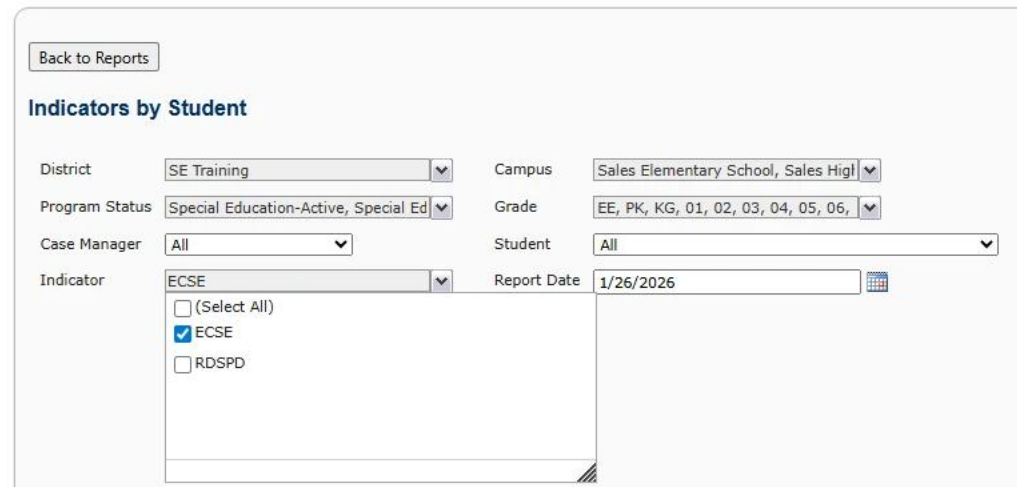 Back to Reports
Indicators by Student
District SE Training Campus Sales Elementary School, Sales High
Program Status Special Education-Active, Special Ed Grade EE, PK, KG, 01, 02, 03, 04, 05, 06,
Case Manager All Student All
Indicator ECSE Report Date 1/26/2026
(Select All)
ECSE
RDSPD